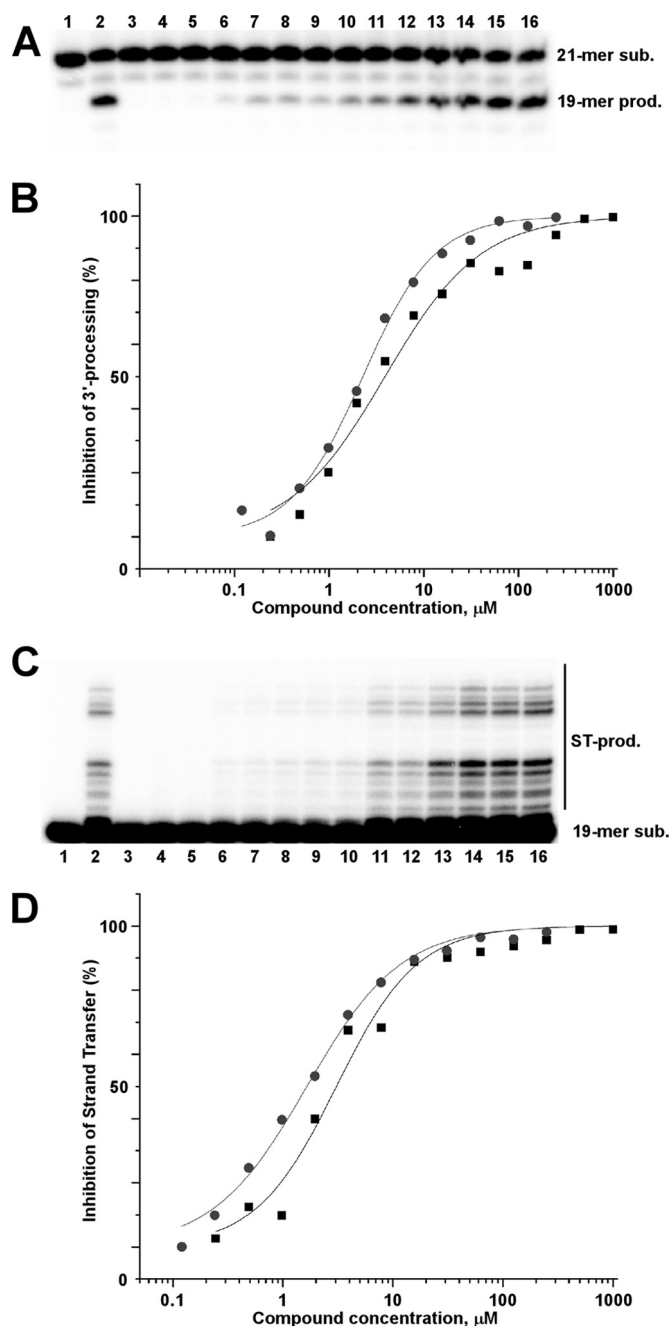 A
1 2 3 4 5 6 7 8 9 10 11 12 13 14 15 16
21-mer sub.
19-mer prod.
B
Inhibition of 3'-processing (%)
100
50
0
0.1 1 10 100 1000
Compound concentration, μM
C
ST-prod.
19-mer sub.
1 2 3 4 5 6 7 8 9 10 11 12 13 14 15 16
D
Inhibition of Strand Transfer (%)
100
50
0
0.1 1 10 100 1000
Compound concentration, μM